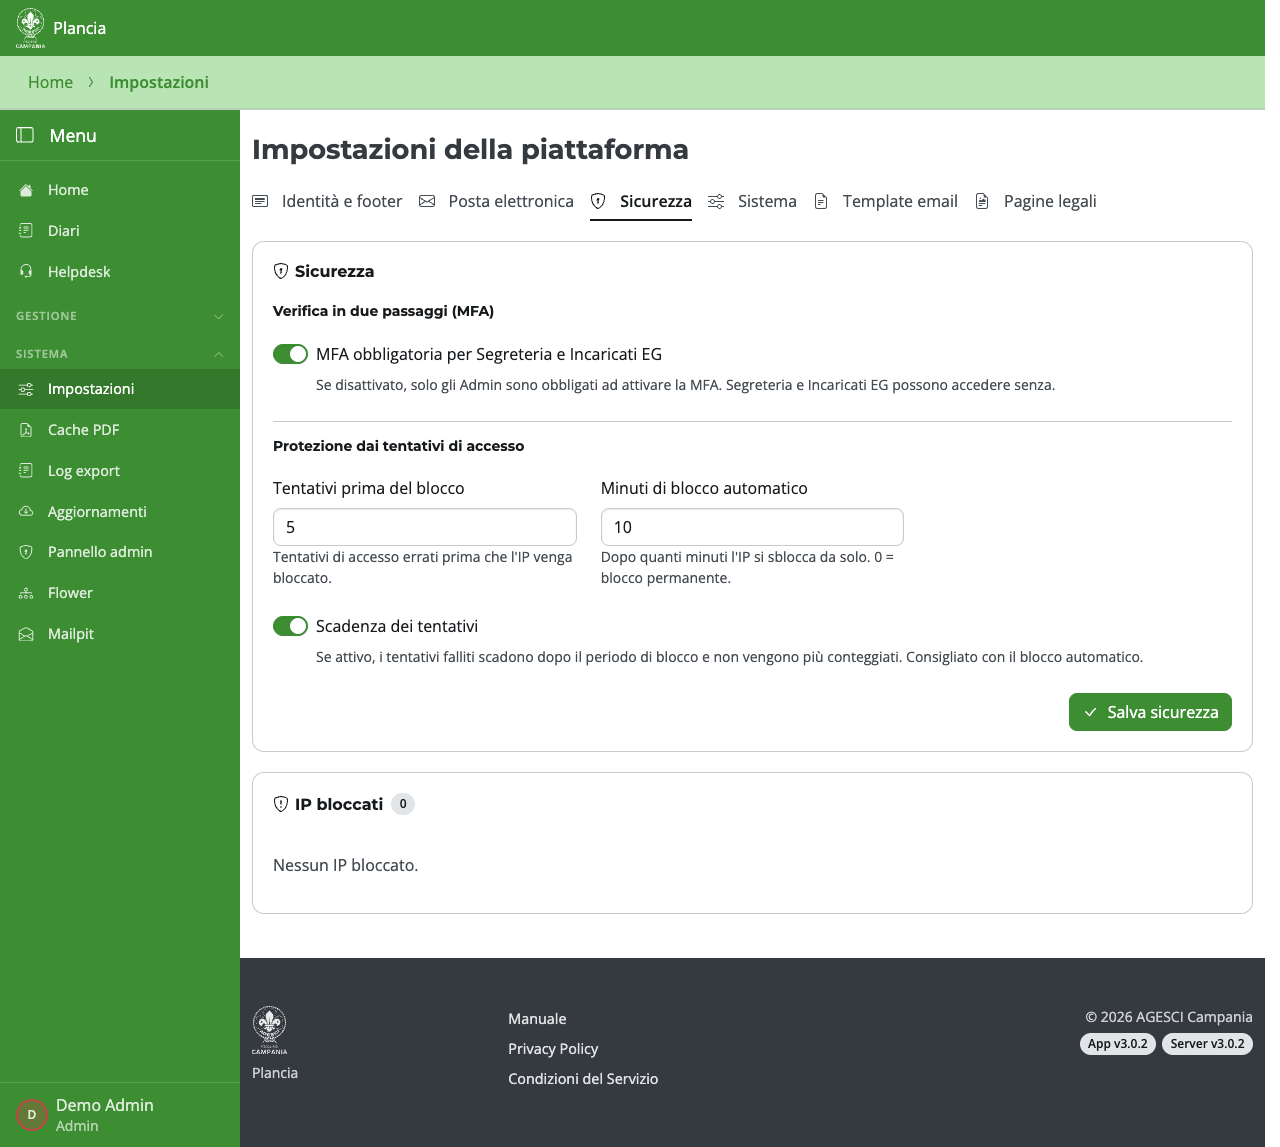 CAMPANIA
Plancia
Home
Impostazioni
Menu
Home
Diari
Helpdesk
GESTIONE
SISTEMA
Impostazioni
Cache PDF
Log export
Aggiornamenti
Pannello admin
Flower
Mailpit
D
Demo Admin
Admin
Impostazioni della piattaforma
Identità e footer
Posta elettronica
Sicurezza
Sistema
Template email
Pagine legali
Sicurezza
Verifica in due passaggi (MFA)
MFA obbligatoria per Segreteria e Incaricati EG
Se disattivato, solo gli Admin sono obbligati ad attivare la MFA. Segreteria e Incaricati EG possono accedere senza.
Protezione dai tentativi di accesso
Tentativi prima del blocco
5
Tentativi di accesso errati prima che l'IP venga
bloccato.
Minuti di blocco automatico
10
Dopo quanti minuti l'IP si sblocca da solo. 0 =
blocco permanente.
Scadenza dei tentativi
Se attivo, i tentativi falliti scadono dopo il periodo di blocco e non vengono più conteggiati. Consigliato con il blocco automatico.
Salva sicurezza
IP bloccati 0
Nessun IP bloccato.
CAMPANIA
Plancia
Manuale
Privacy Policy
Condizioni del Servizio
© 2026 AGESCI Campania
App v3.0.2 Server v3.0.2